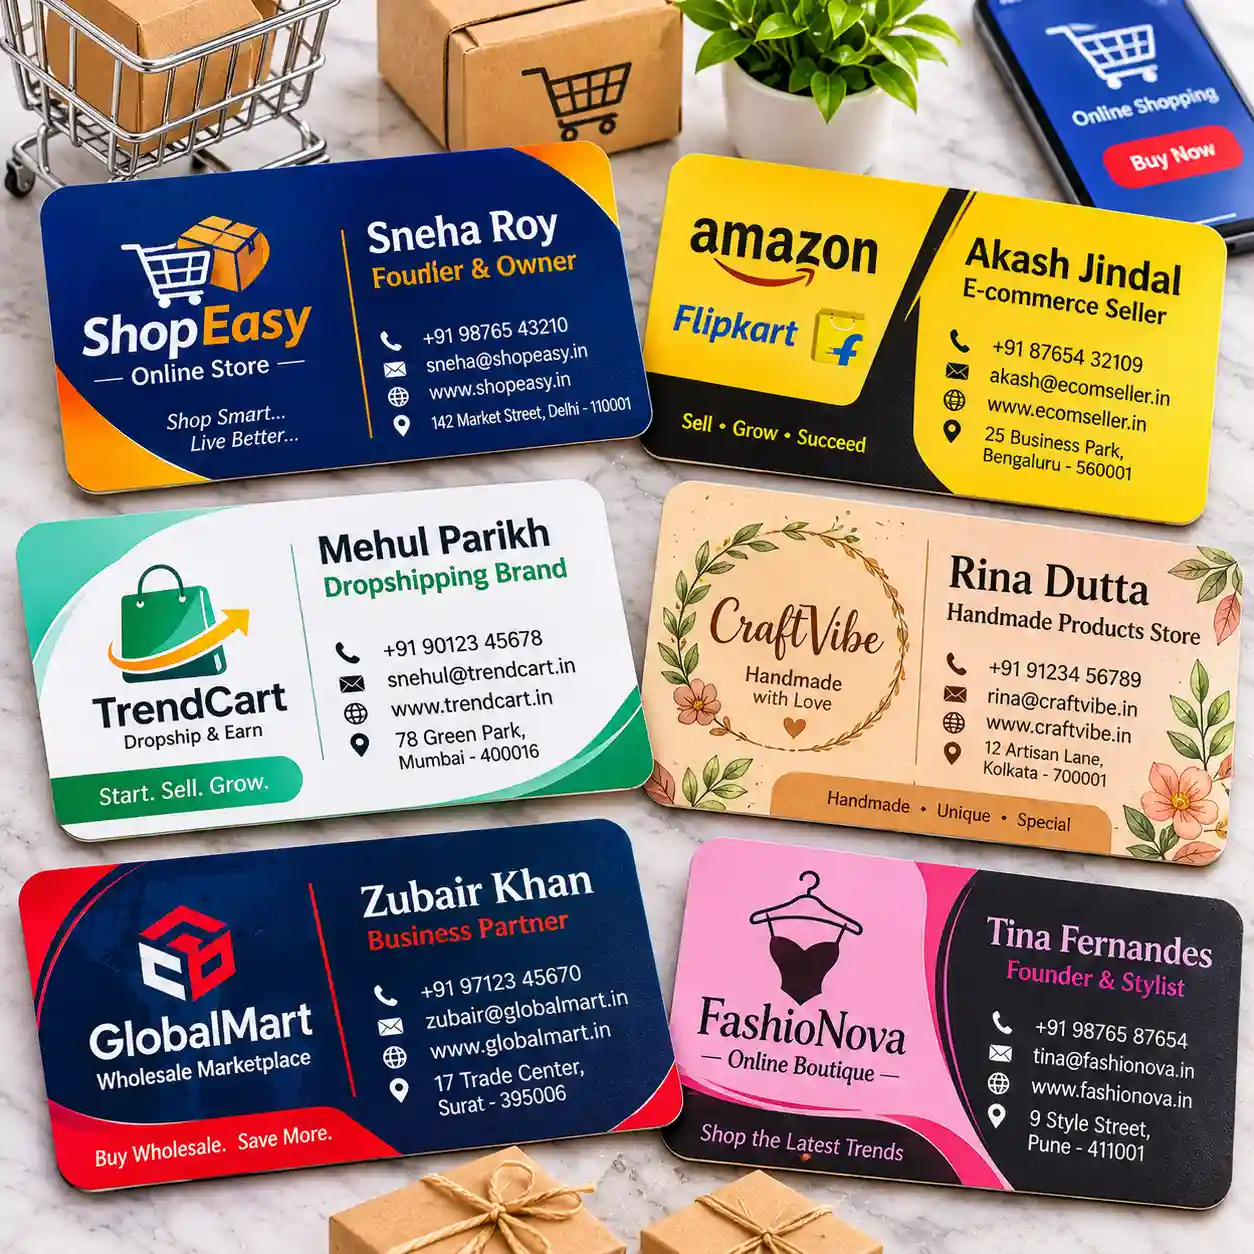 Online Shopping
Buy Now
ShopEasy
Online Store
Shop Smart...
Live Better...
Sneha Roy
Foudier & Owner
+91 98765 43210
sneha@shopeasy.in
www.shopeasy.in
142 Market Street, Delhi - 110001
amazon
Flipkart
f
Sell • Grow • Succeed
Akash Jindal
E-commerce Seller
+91 87654 32109
akash@ecomseller.in
www.ecomseller.in
25 Business Park,
Bengaluru - 560001
TrendCart
Dropship & Earn
Start. Sell. Grow.
Mehul Parikh
Dropshipping Brand
+91 90123 45678
snehul@trendcart.in
www.trendcart.in
78 Green Park,
Mumbai - 400016
CraftVibe
Handmade
with Love
Rina Dutta
Handmade Products Store
+91 91234 56789
rina@craftvibe.in
www.craftvibe.in
12 Artisan Lane,
Kolkata - 700001
Handmade • Unique • Special
GlobalMart
Wholesale Marketplace
Buy Wholesale. Save More.
Zubair Khan
Business Partner
+91 97123 45670
zubair@globalmart.in
www.globalmart.in
17 Trade Center,
Surat - 395006
FashioNova
Online Boutique
Shop the Latest Trends
Tina Fernandes
Founder & Stylist
+91 98765 87654
tina@fashionova.in
www.fashionova.in
9 Style Street,
Pune - 411001